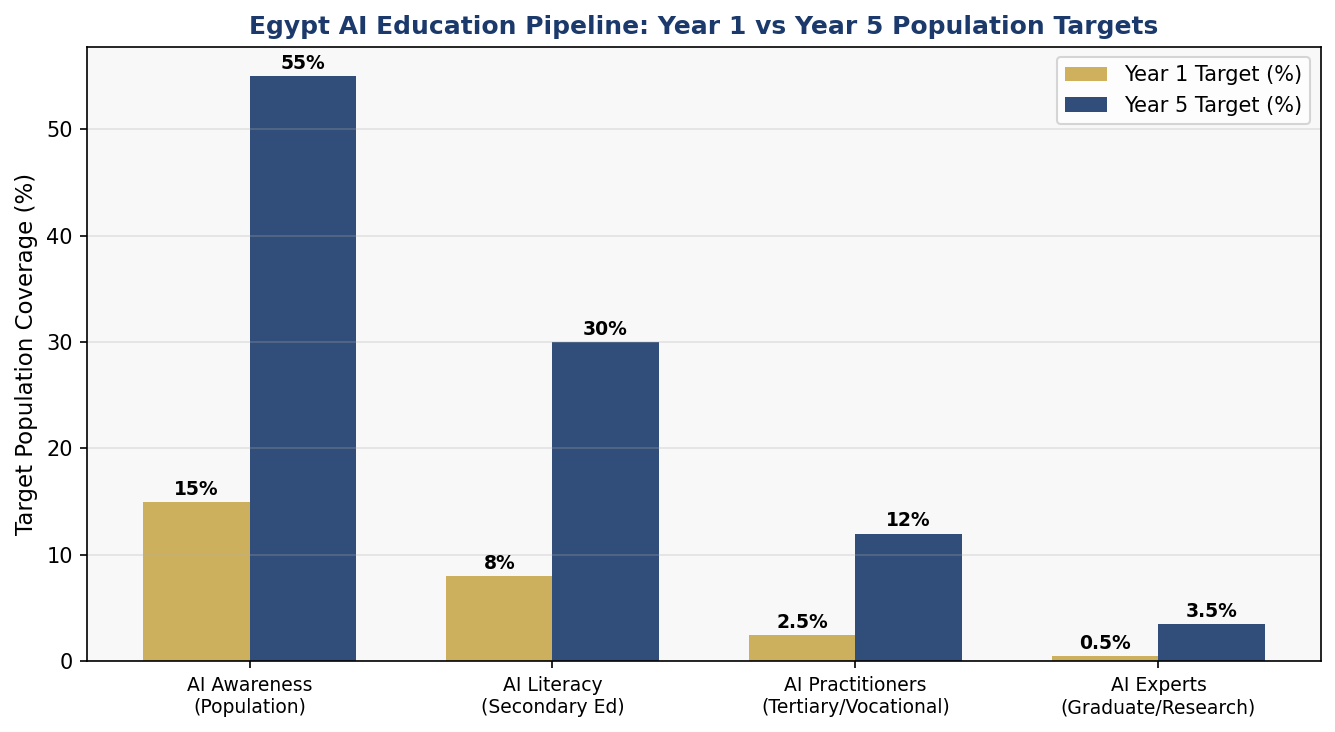 Egypt AI Education Pipeline: Year 1 vs Year 5 Population Targets
Year 1 Target (%)
Year 5 Target (%)
Target Population Coverage (%)
50
40
30
20
10
0
15%
55%
8%
30%
2.5%
12%
0.5%
3.5%
AI Awareness
(Population)
AI Literacy
(Secondary Ed)
AI Practitioners
(Tertiary/Vocational)
AI Experts
(Graduate/Research)